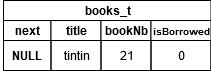 books_t
next title bookNb isBorrowed
NULL tintin 21 0